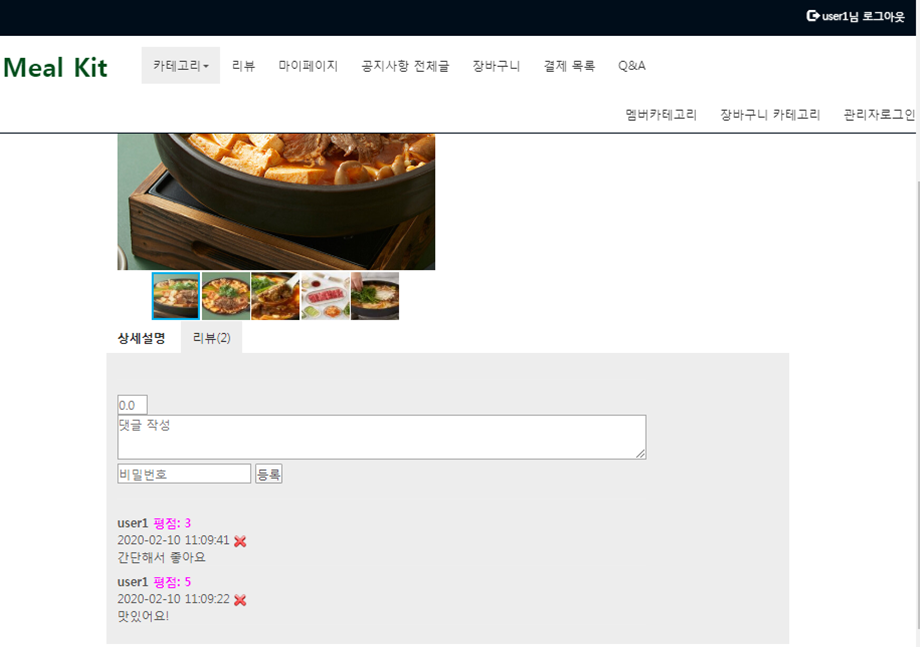 user1님 로그아웃
Meal Kit
카테고리 리뷰 마이페이지 공지사항 전체글 장바구니 결제 목록 Q&A
멤버카테고리 장바구니 카테고리 관리자로그인
상세설명 리뷰(2)
0.0
댓글 작성
비밀번호 등록
user1 평점: 3
2020-02-10 11:09:41
간단해서 좋아요
user1 평점: 5
2020-02-10 11:09:22
맛있어요!